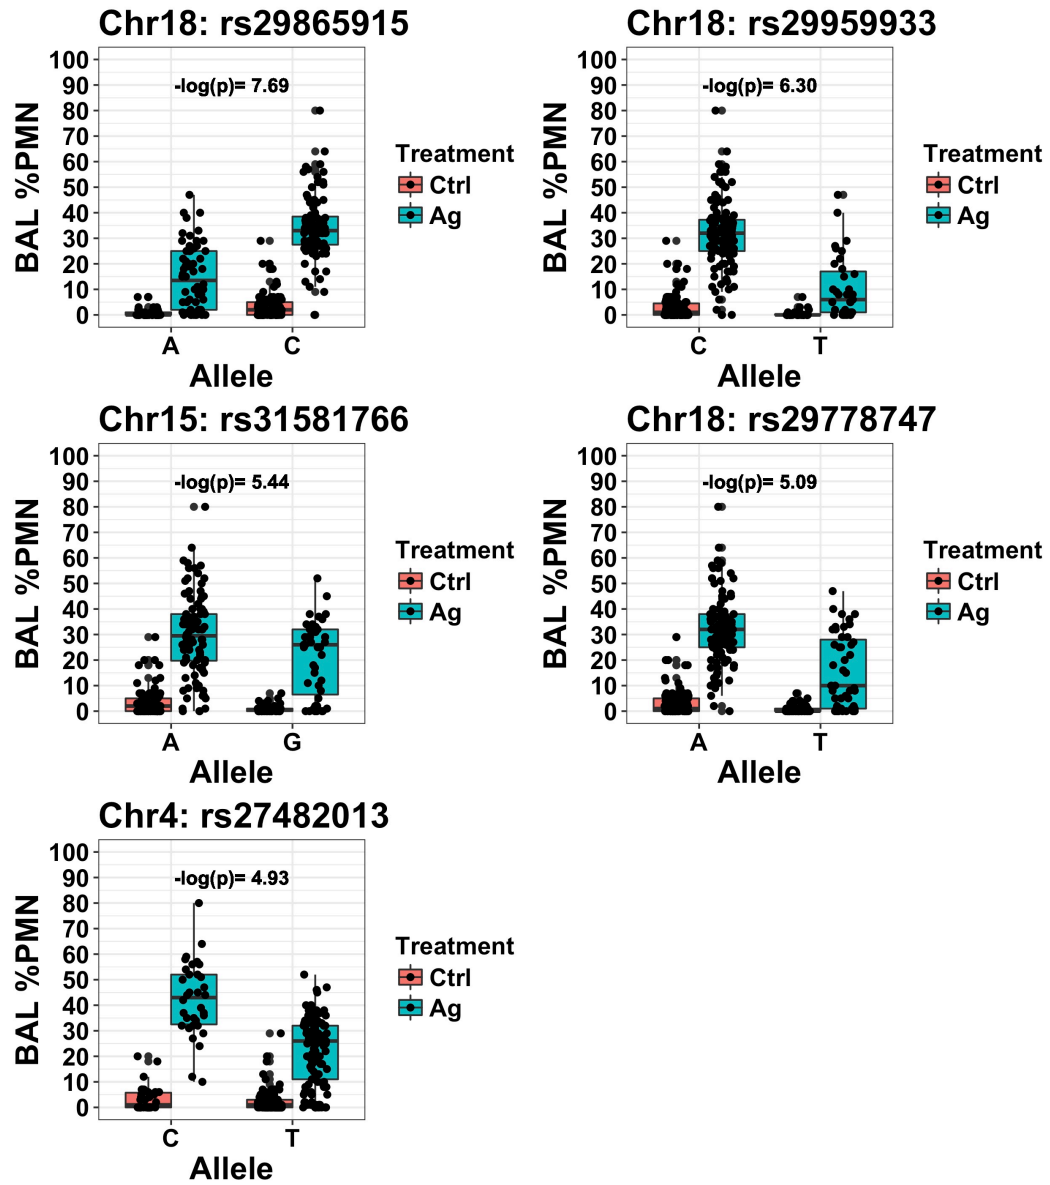 Chr18: rs29865915
100
90
80
70
60
50
40
30
20
10
0
BAL %PMN
-log(p)= 7.69
A C
Allele
Treatment
Ctrl
Ag
Chr18: rs29959933
100
90
80
70
60
50
40
30
20
10
0
BAL %PMN
-log(p)= 6.30
C T
Allele
Treatment
Ctrl
Ag
Chr15: rs31581766
100
90
80
70
60
50
40
30
20
10
0
BAL %PMN
-log(p)= 5.44
A G
Allele
Treatment
Ctrl
Ag
Chr18: rs29778747
100
90
80
70
60
50
40
30
20
10
0
BAL %PMN
-log(p)= 5.09
A T
Allele
Treatment
Ctrl
Ag
Chr4: rs27482013
100
90
80
70
60
50
40
30
20
10
0
BAL %PMN
-log(p)= 4.93
C T
Allele
Treatment
Ctrl
Ag